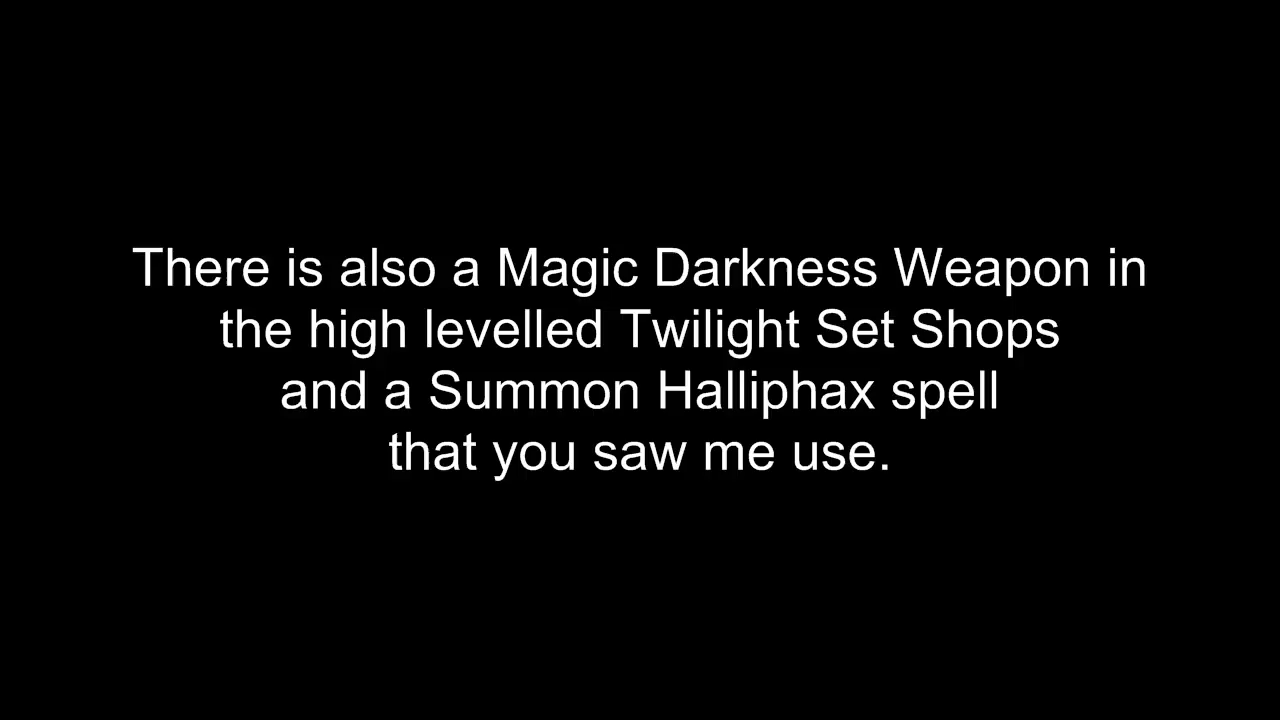 There is also a Magic Darkness Weapon in
the high levelled Twilight Set Shops
and a Summon Halliphax spell
that you saw me use.